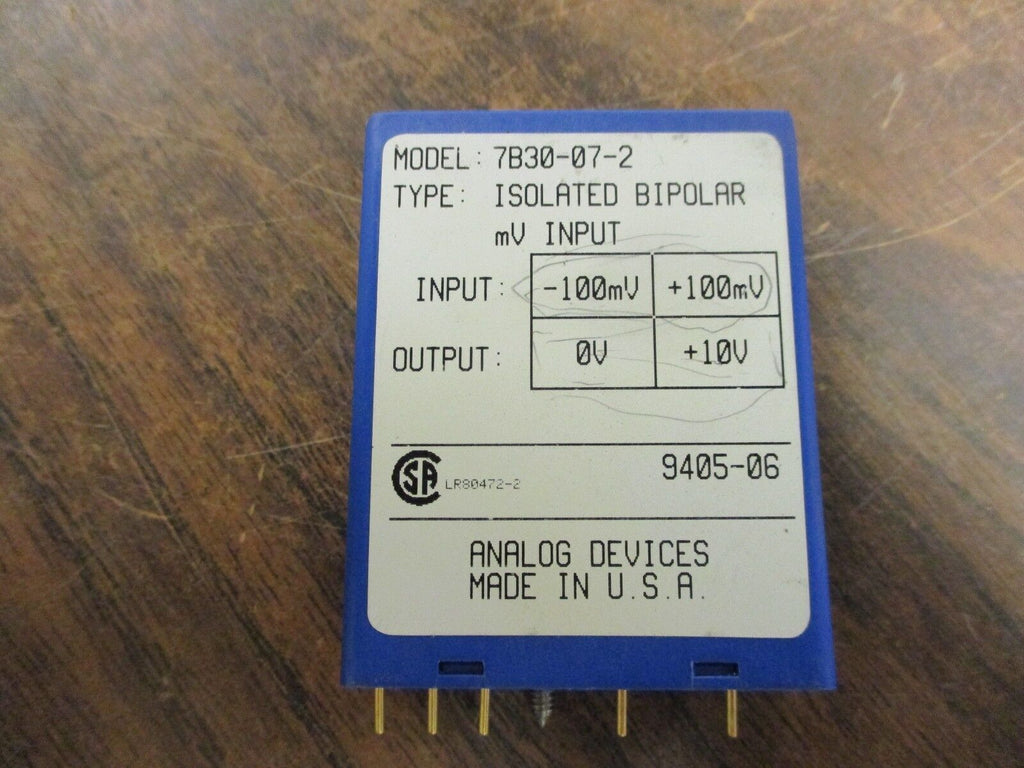 MODEL: 7B30-07-2
TYPE: ISOLATED BIPOLAR
mV INPUT
INPUT: -100mV +100mV
OUTPUT: 0V +10V
CSA LR80472-2 9405-06
ANALOG DEVICES
MADE IN U.S.A.